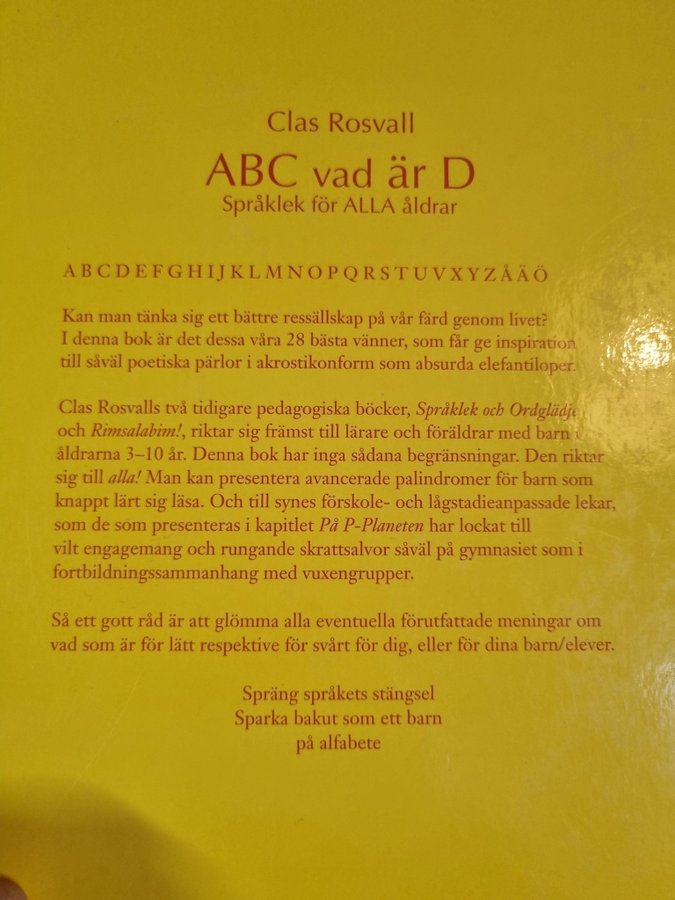 Clas Rosvall
ABC vad är D
Språklek för ALLA åldrar
A B C D E F G H I J K L M N O P Q R S T U V X Y Z Å Ä Ö
Kan man tänka sig ett bättre ressällskap på vår färd genom livet?
I denna bok är det dessa våra 28 bästa vänner, som får ge inspiration
till såväl poetiska pärlor i akrostikonform som absurda elefantiloper.
Clas Rosvalls två tidigare pedagogiska böcker, Språklek och Ordglädje
och Rimsalabim!, riktar sig främst till lärare och föräldrar med barn i
åldrarna 3–10 år. Denna bok har inga sådana begränsningar. Den riktar
sig till alla! Man kan presentera avancerade palindromer för barn som
knappt lärt sig läsa. Och till synes förskole- och lågstadieanpassade lekar,
som de som presenteras i kapitlet På P-Planeten har lockat till
vilt engagemang och rungande skrattsalvor såväl på gymnasiet som i
fortbildningssammanhang med vuxengrupper.
Så ett gott råd är att glömma alla eventuella förutfattade meningar om
vad som är för lätt respektive för svårt för dig, eller för dina barn/elever.
Spräng språkets stängsel
Sparka bakut som ett barn
på alfabete